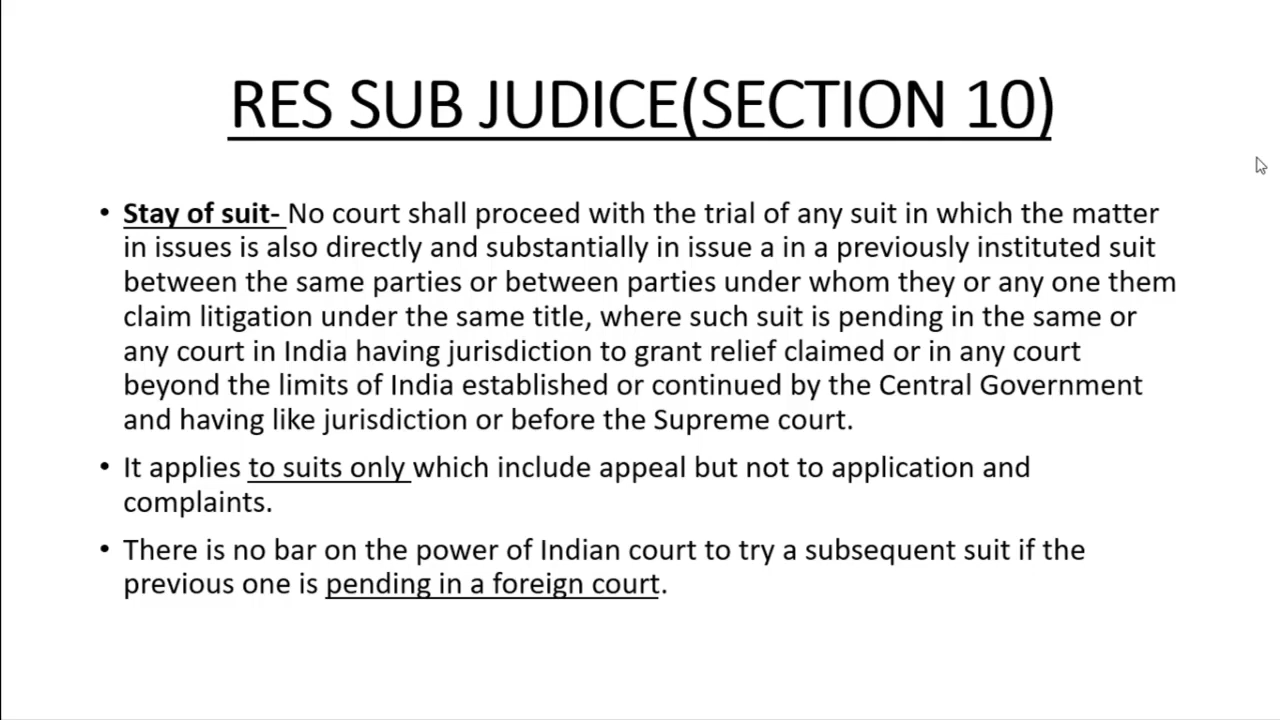 RES SUB JUDICE(SECTION 10)
• Stay of suit- No court shall proceed with the trial of any suit in which the matter
in issues is also directly and substantially in issue a in a previously instituted suit
between the same parties or between parties under whom they or any one them
claim litigation under the same title, where such suit is pending in the same or
any court in India having jurisdiction to grant relief claimed or in any court
beyond the limits of India established or continued by the Central Government
and having like jurisdiction or before the Supreme court.
• It applies to suits only which include appeal but not to application and
complaints.
• There is no bar on the power of Indian court to try a subsequent suit if the
previous one is pending in a foreign court.